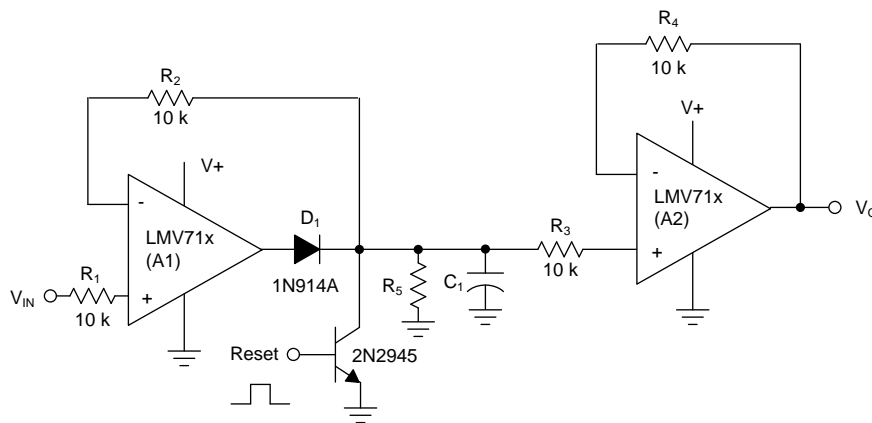 R4
10 k
R2
10 k
V+
V+
-
-
LMV71x
(A2)
D1
LMV71x
(A1)
R3
VO
R1
+
1N914A
10 k
+
VIN
R5
C1
10 k
Reset
2N2945